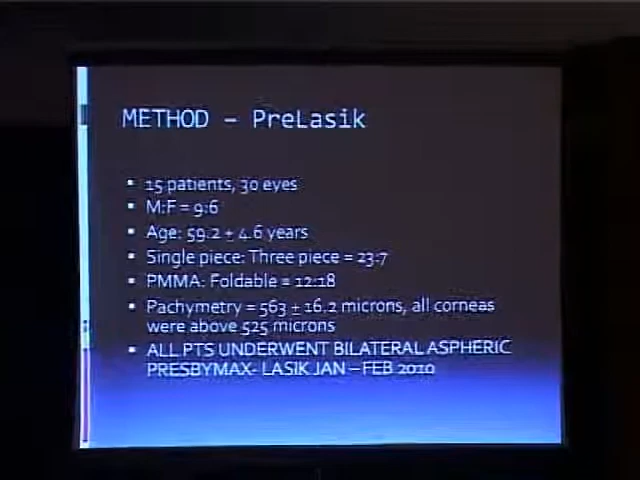 METHOD – PreLasik
▪ 15 patients, 30 eyes
▪ M:F = 9:6
▪ Age: 59.2 ± 4.6 years
▪ Single piece: Three piece = 23:7
▪ PMMA: Foldable = 12:18
▪ Pachymetry = 563 ± 16.2 microns, all corneas
were above 525 microns
▪ ALL PTS UNDERWENT BILATERAL ASPHERIC
PRESBYMAX- LASIK JAN – FEB 2010